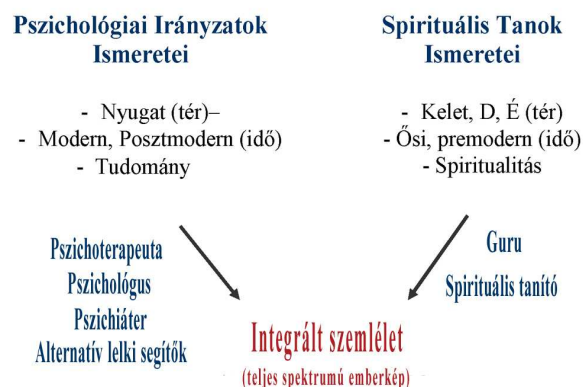 Pszichológiai Irányzatok
Ismeretei
- Nyugat (tér)–
- Modern, Posztmodern (idő)
- Tudomány
Spirituális Tanok
Ismeretei
- Kelet, D, É (tér)
- Ősi, premodern (idő)
- Spiritualitás
Pszichoterapeuta
Pszichológus
Pszichiáter
Alternatív lelki segítők
Guru
Spirituális tanító
Integrált szemlélet
(teljes spektrumú emberkép)